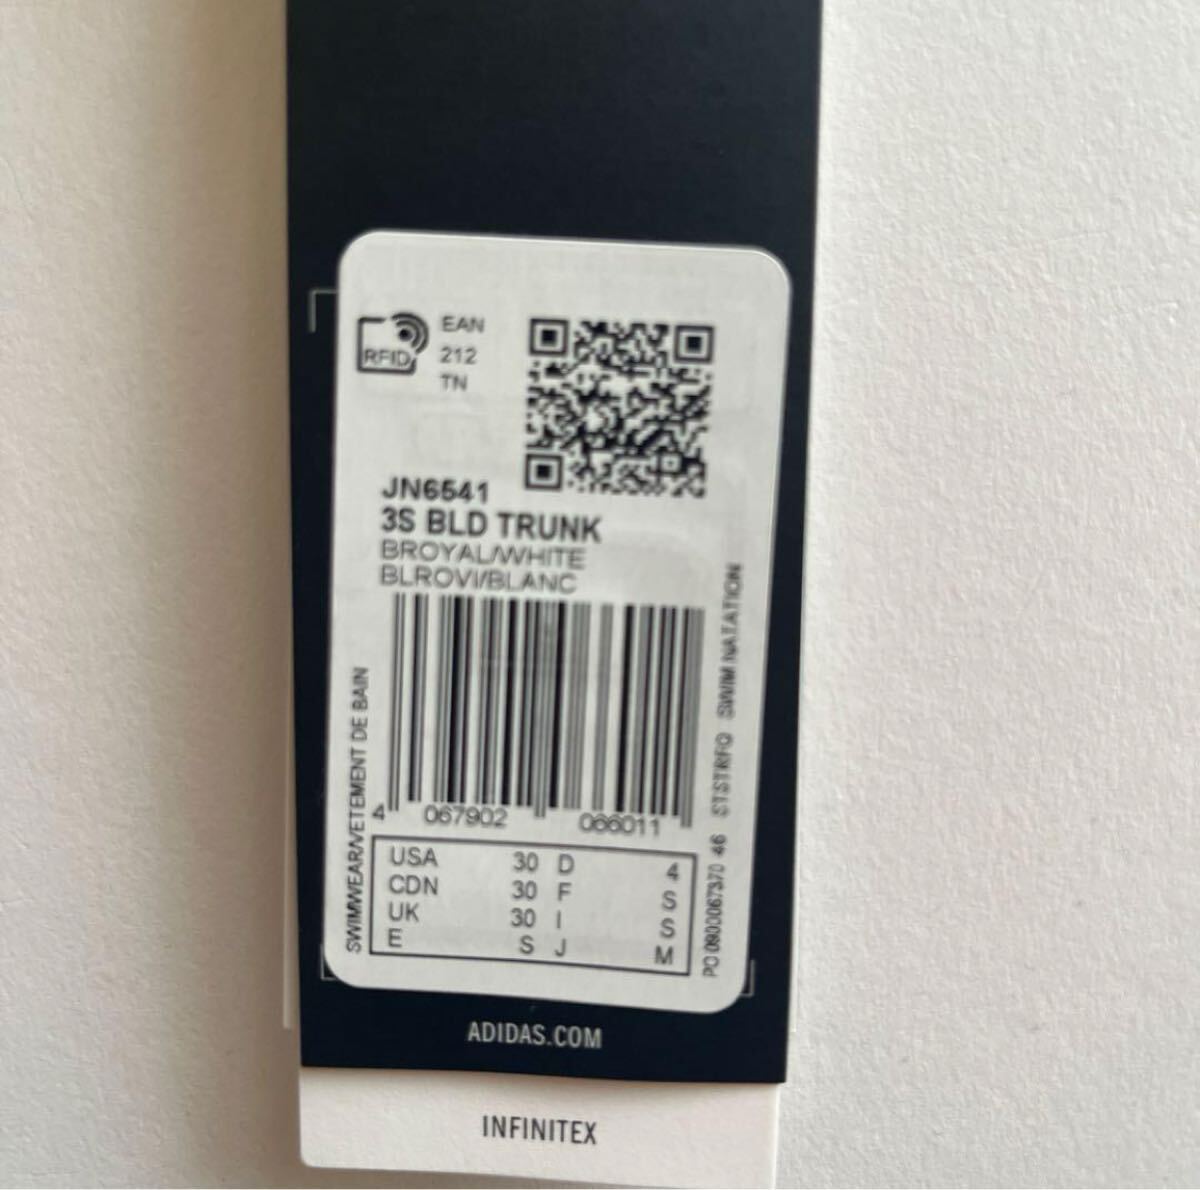 RFID
EAN
212
TN
JN6541
3S BLD TRUNK
BROYAL/WHITE
BLROVI/BLANC
SWIMWEAR/VETEMENT DE BAIN
4 067902 066011
PO 0900067370 46 STSTRFQ SWIM NATATION
USA 30 D 4
CDN 30 F S
UK 30 I S
E S J M
ADIDAS.COM
INFINITEX